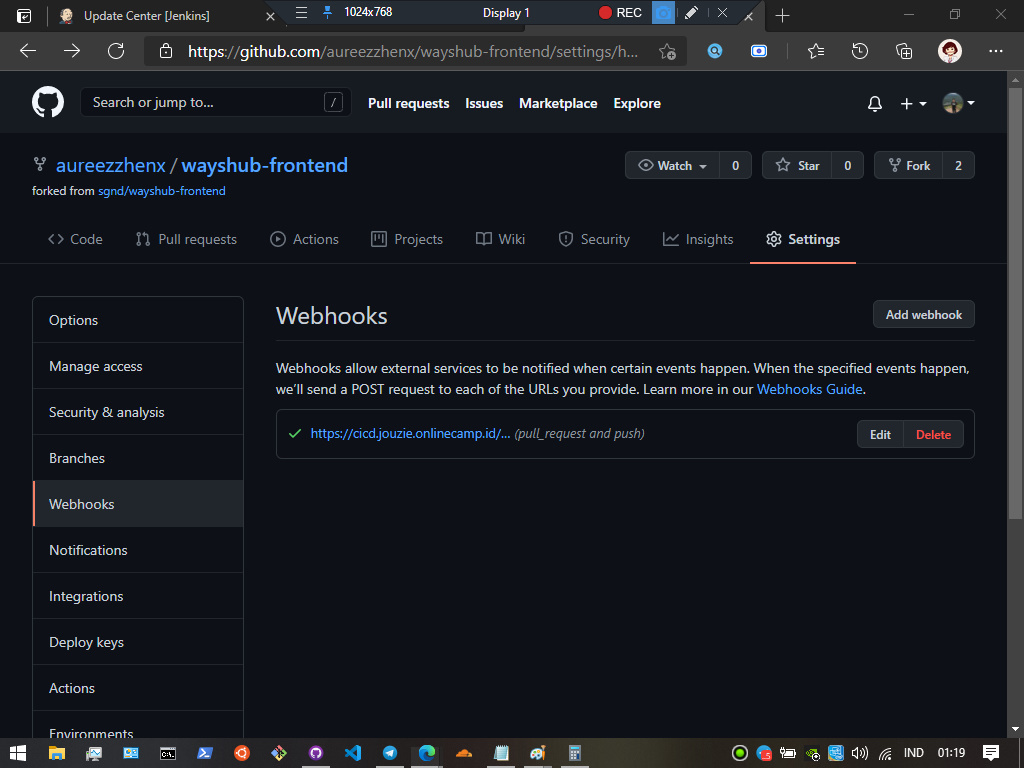 Update Center [Jenkins]
1024x768
Display 1
REC
https://github.com/aureezzhenx/wayshub-frontend/settings/h...
Search or jump to...
/
Pull requests
Issues
Marketplace
Explore
aureezzhenx / wayshub-frontend
forked from sgnd/wayshub-frontend
Watch
0
Star
0
Fork
2
Code
Pull requests
Actions
Projects
Wiki
Security
Insights
Settings
Options
Manage access
Security & analysis
Branches
Webhooks
Notifications
Integrations
Deploy keys
Actions
Environments
Webhooks
Add webhook
Webhooks allow external services to be notified when certain events happen. When the specified events happen,
we'll send a POST request to each of the URLs you provide. Learn more in our Webhooks Guide.
https://cicd.jouzie.onlinecamp.id/... (pull_request and push)
Edit
Delete
IND
01:19